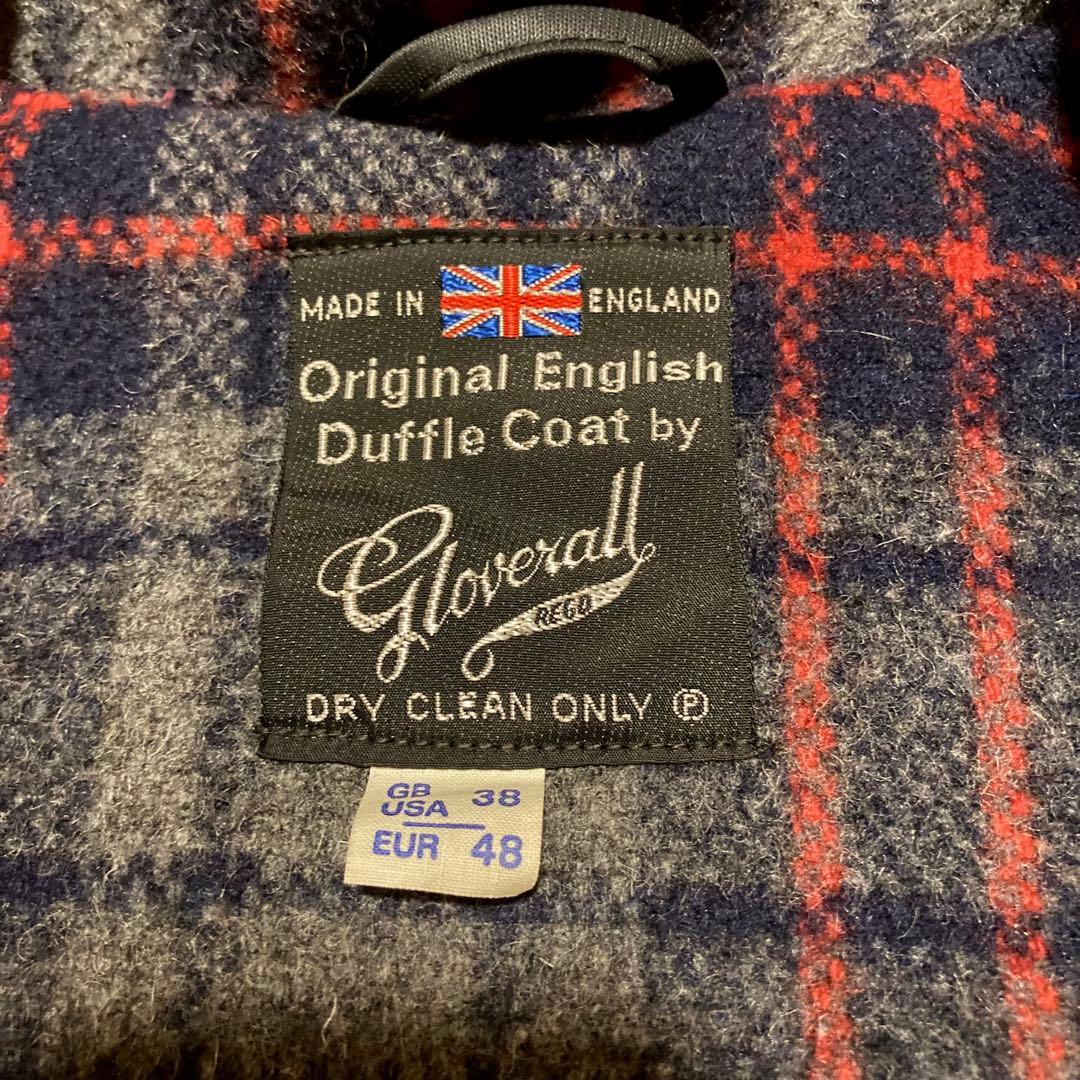 MADE IN ENGLAND
Original English
Duffle Coat by
Gloverall
REGD
DRY CLEAN ONLY Ⓟ
GB
USA 38
EUR 48